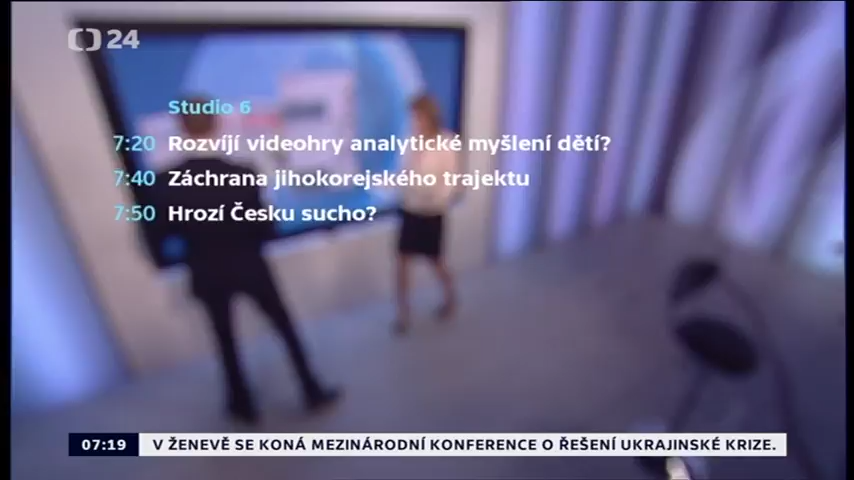 24
Studio 6
7:20 Rozvíjí videohry analytické myšlení dětí?
7:40 Záchrana jihokorejského trajektu
7:50 Hrozí Česku sucho?
07:19 V ŽENEVĚ SE KONÁ MEZINÁRODNÍ KONFERENCE O ŘEŠENÍ UKRAJINSKÉ KRIZE.